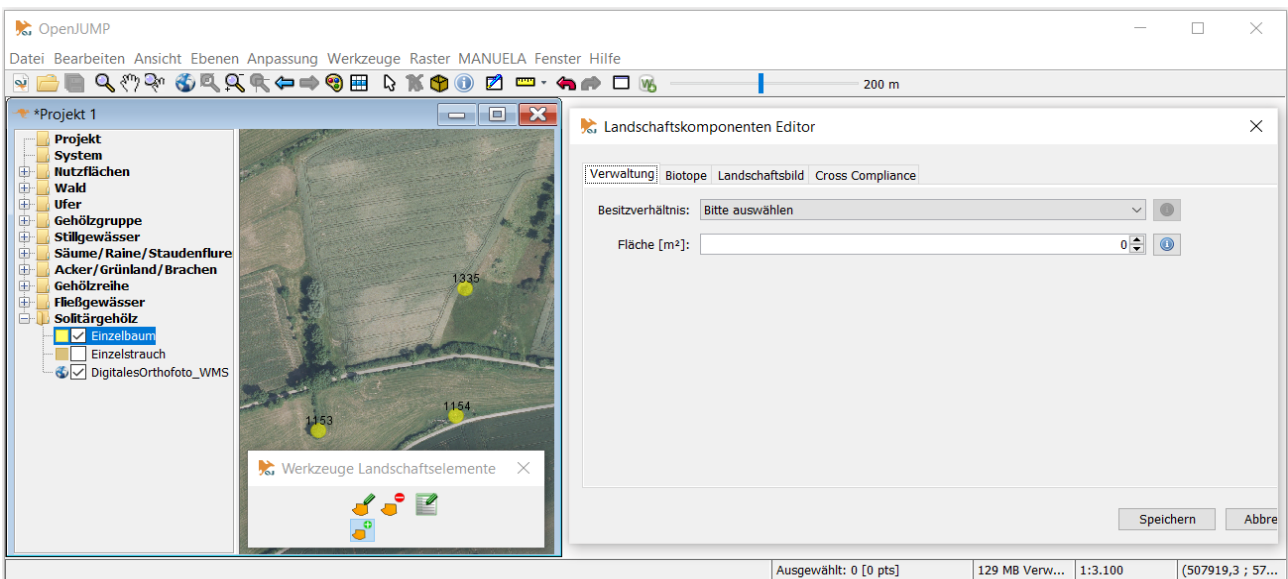 OpenJUMP
Datei Bearbeiten Ansicht Ebenen Anpassung Werkzeuge Raster MANUELA Fenster Hilfe
200 m
*Projekt 1
Projekt
System
Nutzflächen
Wald
Ufer
Gehölzgruppe
Stillgewässer
Säume/Raine/Staudenflure
Acker/Grünland/Brachen
Gehölzreihe
Fließgewässer
Solitärgehölz
Einzelbaum
Einzelstrauch
DigitalesOrthofoto_WMS
1335
1154
1153
Werkzeuge Landschaftselemente
Landschaftskomponenten Editor
Verwaltung Biotope Landschaftsbild Cross Compliance
Besitzverhältnis: Bitte auswählen
Fläche [m²]: 0
Speichern Abbre
Ausgewählt: 0 [0 pts] 129 MB Verw... 1:3.100 (507919,3 ; 57...